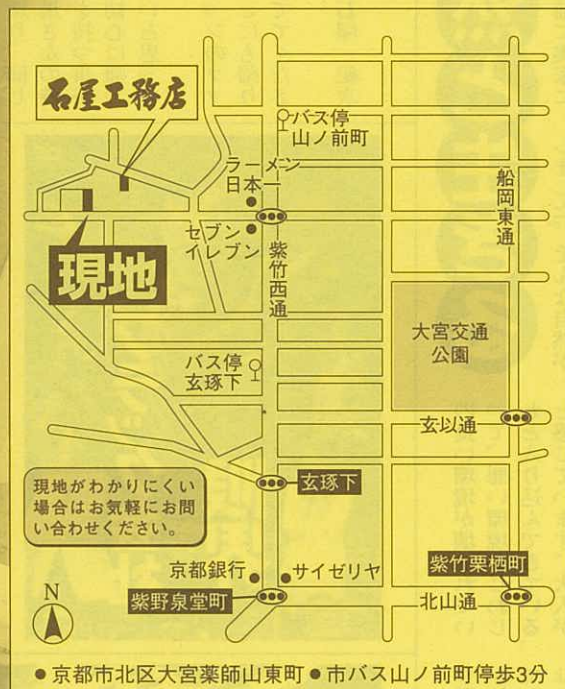 石屋工務店
バス停
山ノ前町
ラーメン
日本一
船岡東通
セブン
イレブン
紫竹西通
現地
大宮交通
公園
バス停
玄琢下
玄以通
玄琢下
現地がわかりにくい
場合はお気軽にお問
い合わせください。
京都銀行
サイゼリヤ
紫竹栗栖町
紫野泉堂町
北山通
N
●京都市北区大宮薬師山東町●市バス山ノ前町停歩3分